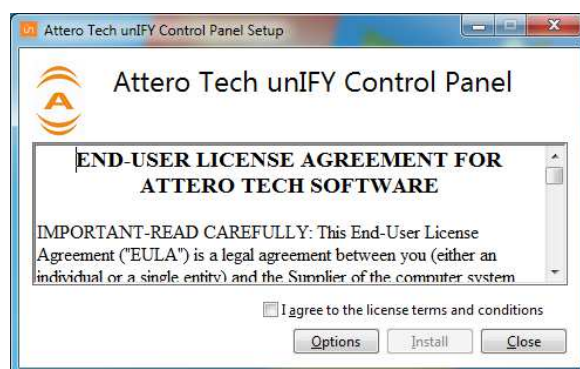 Attero Tech unIFY Control Panel Setup
Attero Tech unIFY Control Panel
A
END-USER LICENSE AGREEMENT FOR
ATTERO TECH SOFTWARE
IMPORTANT-READ CAREFULLY: This End-User License
Agreement ("EULA") is a legal agreement between you (either an
individual or a single entity) and the Supplier of the computer system
I agree to the license terms and conditions
Options Install Close